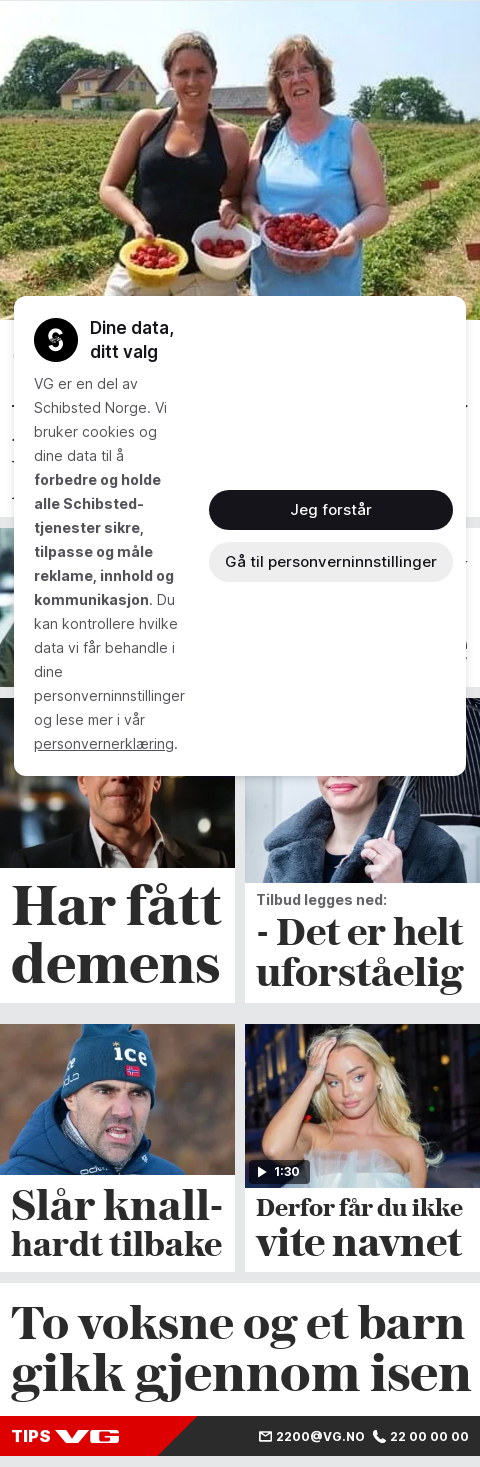 Dine data,
ditt valg
VG er en del av
Schibsted Norge. Vi
bruker cookies og
dine data til å
forbedre og holde
alle Schibsted-
tjenester sikre,
tilpasse og måle
reklame, innhold og
kommunikasjon. Du
kan kontrollere hvilke
data vi får behandle i
dine
personverninnstillinger
og lese mer i vår
personvernerklæring.
Jeg forstår
Gå til personverninnstillinger
Har fått
demens
Tilbud legges ned:
- Det er helt
uforståelig
ice
1:30
Slår knall-
hardt tilbake
Derfor får du ikke
vite navnet
To voksne og et barn
gikk gjennom isen
TIPS VG 2200@VG.NO 22 00 00 00